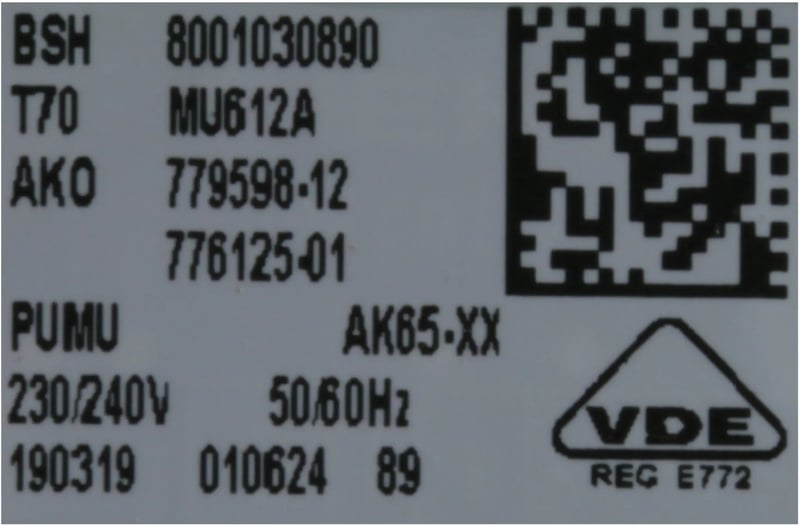 BSH 8001030890
T70 MU612A
AKO 779598-12
776125-01
PUMU AK65-XX
230/240V 50/60Hz
190319 010624 89
VDE
REG E772